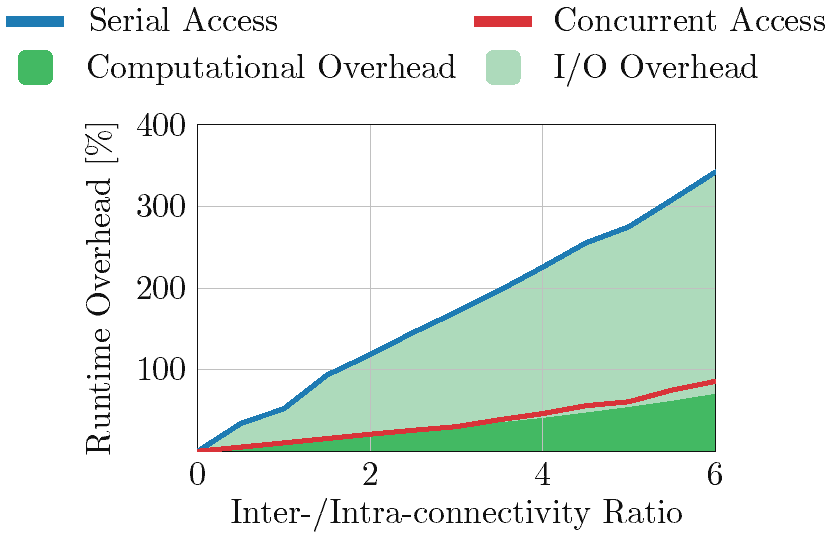 Serial Access
Concurrent Access
Computational Overhead
I/O Overhead
Runtime Overhead [%]
400
300
200
100
0
2
4
6
Inter-/Intra-connectivity Ratio